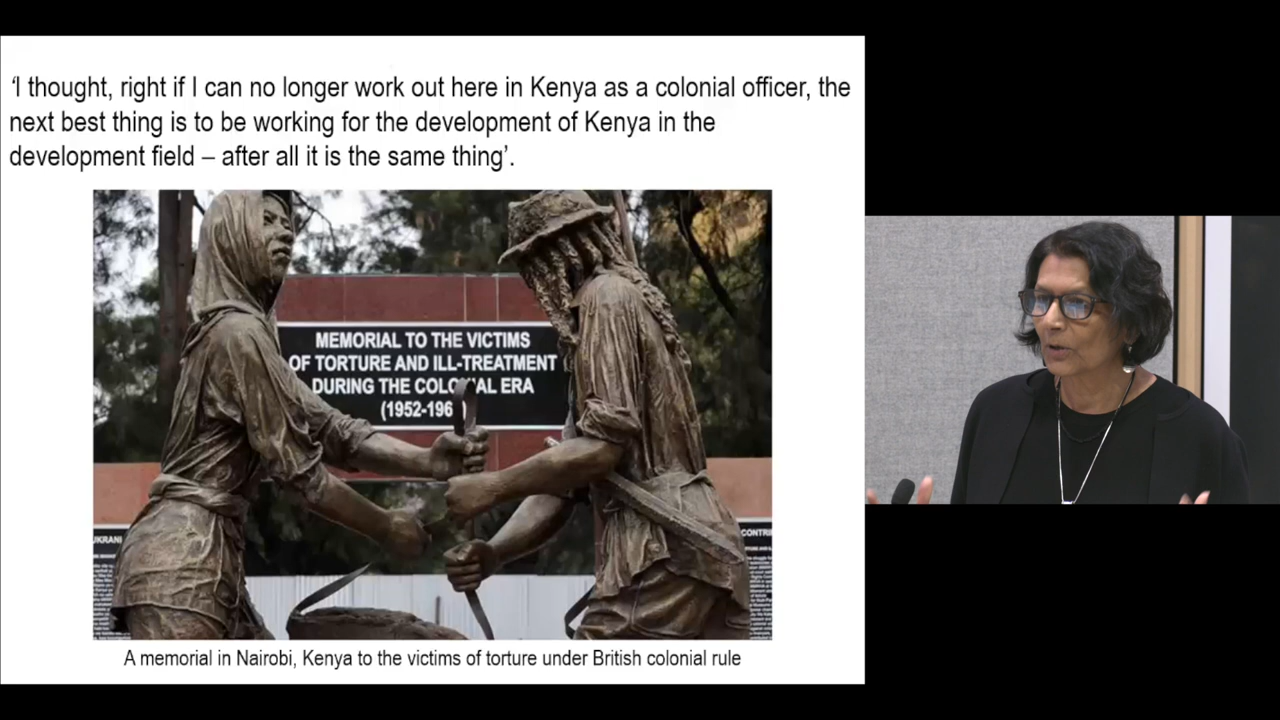 ‘I thought, right if I can no longer work out here in Kenya as a colonial officer, the
next best thing is to be working for the development of Kenya in the
development field – after all it is the same thing’.
MEMORIAL TO THE VICTIMS
OF TORTURE AND ILL-TREATMENT
DURING THE COLONIAL ERA
(1952-196 )
UKRANI
CONTRI
A memorial in Nairobi, Kenya to the victims of torture under British colonial rule